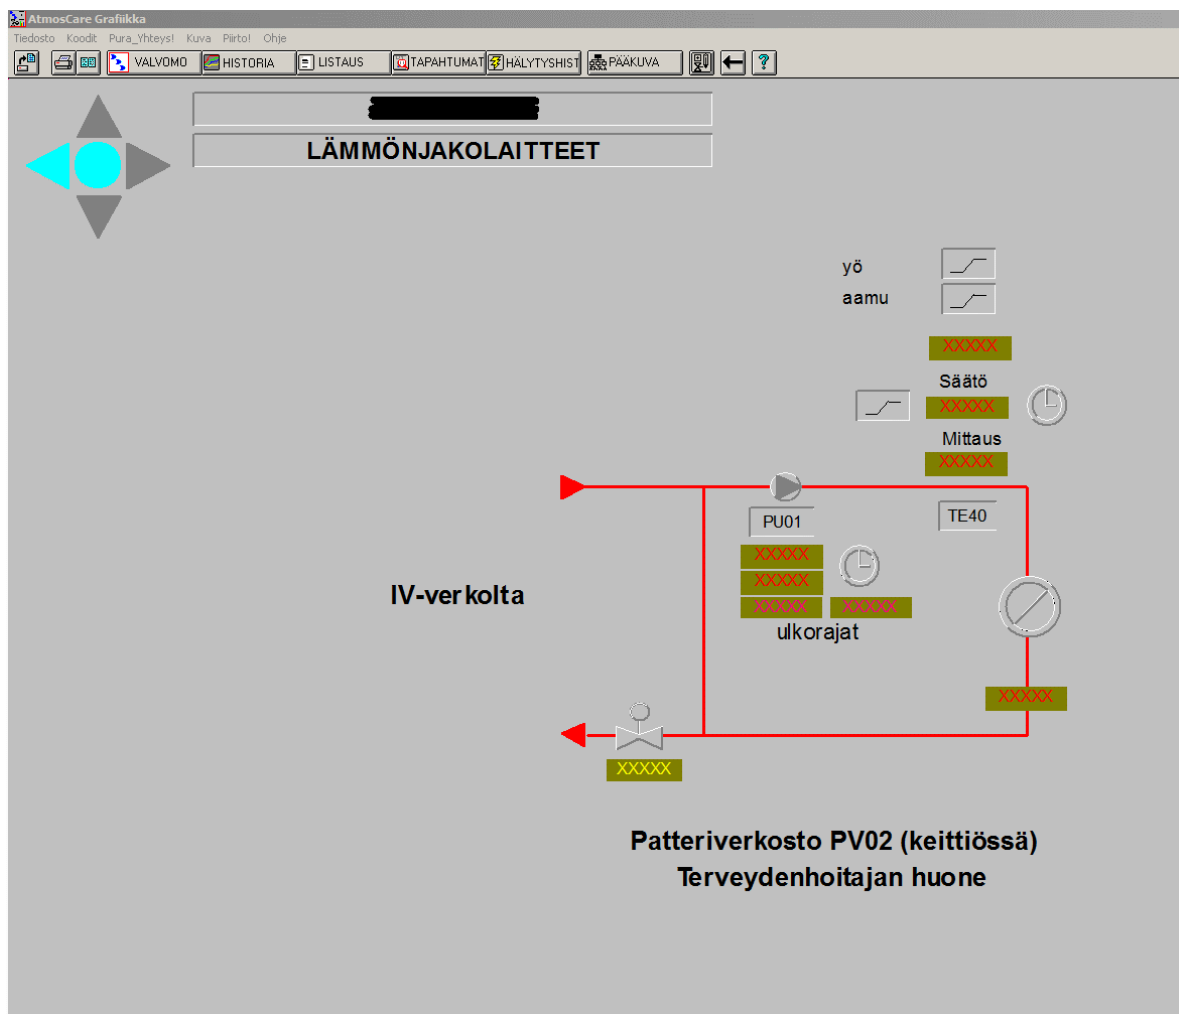 AtmosCare Grafiikka
Tiedosto Koodit Pura_Yhteys! Kuva Piirto! Ohje
VALVOMO HISTORIA LISTAUS TAPAHTUMAT HÄLYTYSHIST PÄÄKUVA ?
LÄMMÖNJAKOLAITTEET
yö
aamu
XXXXX
Säätö
XXXXX
Mittaus
XXXXX
PU01
TE40
XXXXX
XXXXX
XXXXX XXXXX
ulkorajat
IV-verkolta
XXXXX
XXXXX
Patteriverkosto PV02 (keittiössä)
Terveydenhoitajan huone